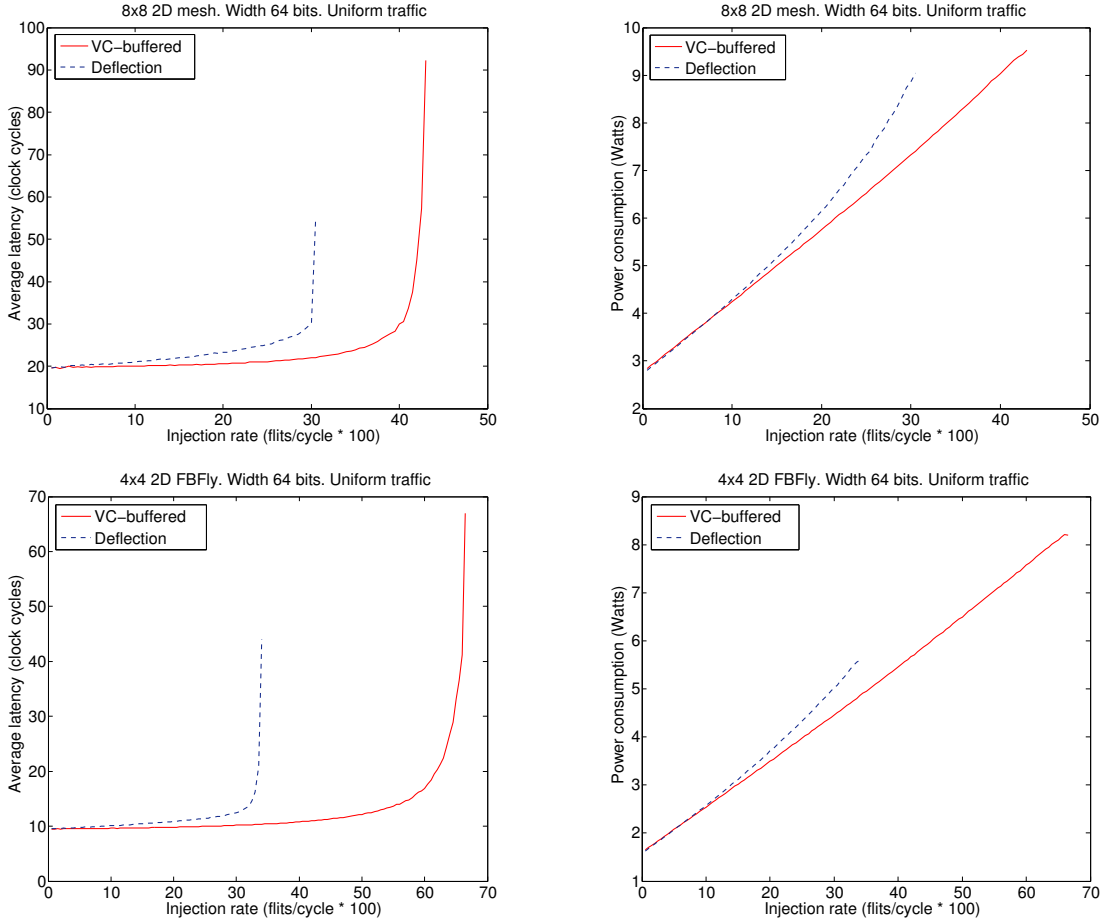 8x8 2D mesh. Width 64 bits. Uniform traffic
VC−buffered
Deflection
Average latency (clock cycles)
100
90
80
70
60
50
40
30
20
10
0 10 20 30 40 50
Injection rate (flits/cycle * 100)
8x8 2D mesh. Width 64 bits. Uniform traffic
VC−buffered
Deflection
Power consumption (Watts)
10
9
8
7
6
5
4
3
2
0 10 20 30 40 50
Injection rate (flits/cycle * 100)
4x4 2D FBFly. Width 64 bits. Uniform traffic
VC−buffered
Deflection
Average latency (clock cycles)
70
60
50
40
30
20
10
0
0 10 20 30 40 50 60 70
Injection rate (flits/cycle * 100)
4x4 2D FBFly. Width 64 bits. Uniform traffic
VC−buffered
Deflection
Power consumption (Watts)
9
8
7
6
5
4
3
2
1
0 10 20 30 40 50 60 70
Injection rate (flits/cycle * 100)